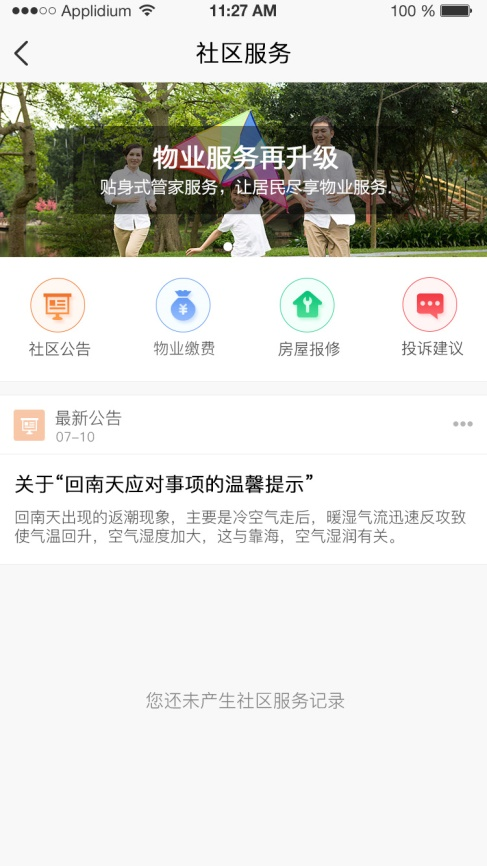 Applidium 11:27 AM 100 %
社区服务
物业服务再升级
贴身式管家服务，让居民尽享物业服务.
社区公告 物业缴费 房屋报修 投诉建议
最新公告
07-10
关于“回南天应对事项的温馨提示”
回南天出现的返潮现象，主要是冷空气走后，暖湿气流迅速反攻致
使气温回升，空气湿度加大，这与靠海，空气湿润有关。
您还未产生社区服务记录